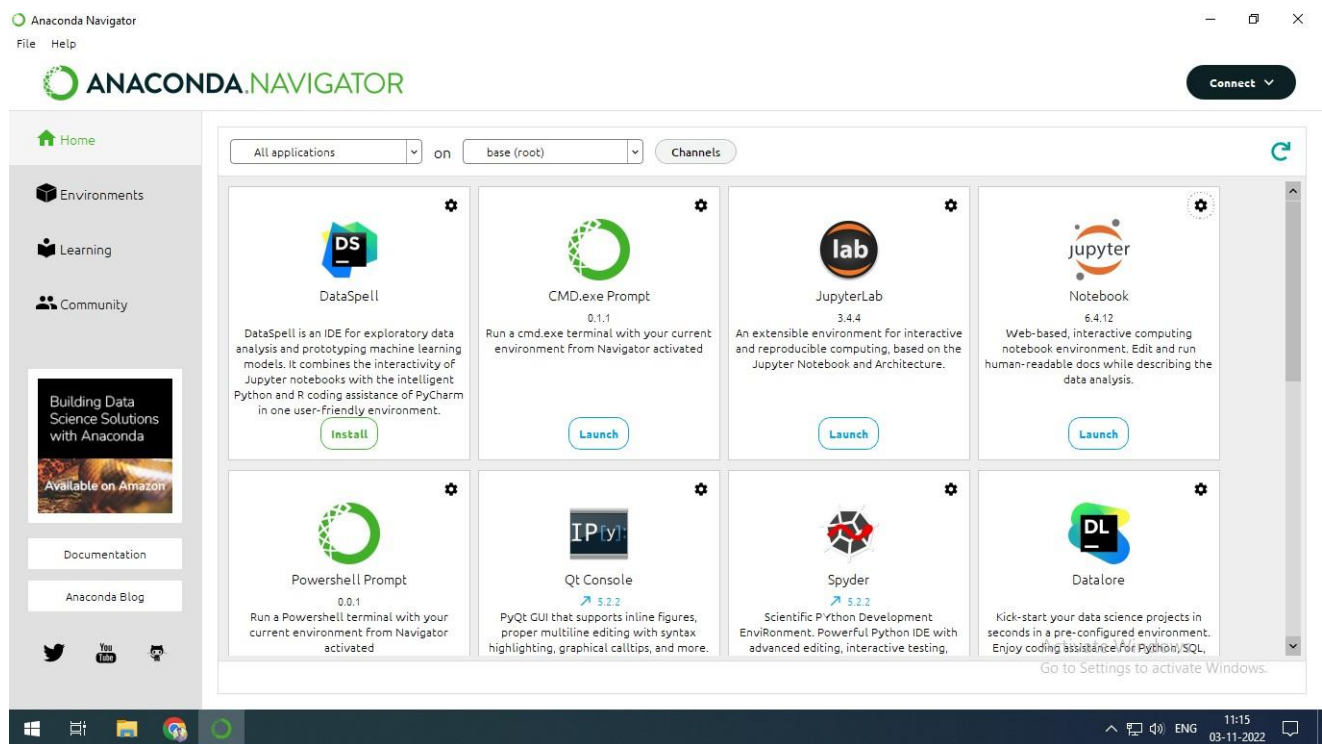 Anaconda Navigator
File Help
ANACONDA.NAVIGATOR
Connect
Home
Environments
Learning
Community
Building Data
Science Solutions
with Anaconda
Available on Amazon
Documentation
Anaconda Blog
You
Tube
All applications on base (root) Channels
DS
DataSpell
DataSpell is an IDE for exploratory data
analysis and prototyping machine learning
models. It combines the interactivity of
Jupyter notebooks with the intelligent
Python and R coding assistance of PyCharm
in one user-friendly environment.
Install
CMD.exe Prompt
0.1.1
Run a cmd.exe terminal with your current
environment from Navigator activated
Launch
lab
JupyterLab
3.4.4
An extensible environment for interactive
and reproducible computing, based on the
Jupyter Notebook and Architecture.
Launch
jupyter
Notebook
6.4.12
Web-based, interactive computing
notebook environment. Edit and run
human-readable docs while describing the
data analysis.
Launch
Powershell Prompt
0.0.1
Run a Powershell terminal with your
current environment from Navigator
activated
IP[y]:
Qt Console
5.2.2
PyQt GUI that supports inline figures,
proper multiline editing with syntax
highlighting, graphical calltips, and more.
Spyder
5.2.2
Scientific PYthon Development
EnviRonment. Powerful Python IDE with
advanced editing, interactive testing,
DL
Datalore
Kick-start your data science projects in
seconds in a pre-configured environment.
Enjoy coding assistance for Python, SQL,
Activate Windows
Go to Settings to activate Windows.
ENG
11:15
03-11-2022